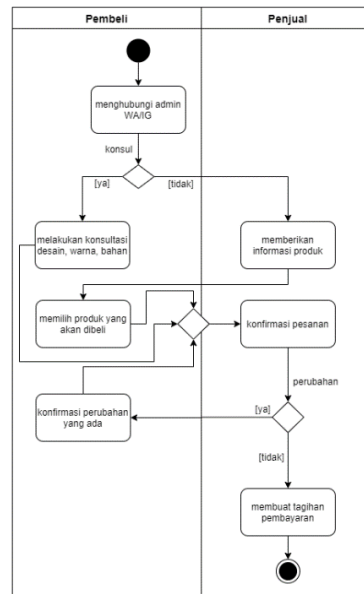 Pembeli
Penjual
menghubungi admin
WA/IG
konsul
[ya]
[tidak]
melakukan konsultasi
desain, warna, bahan
memberikan
informasi produk
memilih produk yang
akan dibeli
konfirmasi pesanan
perubahan
konfirmasi perubahan
yang ada
[ya]
[tidak]
membuat tagihan
pembayaran